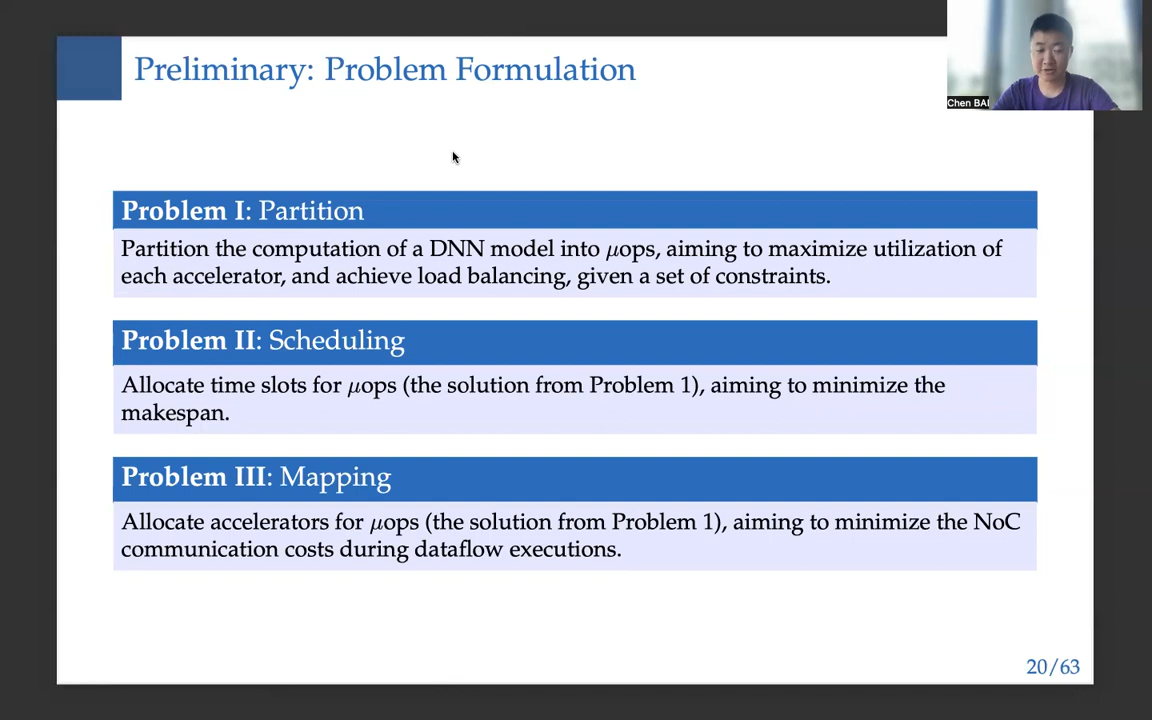 Preliminary: Problem Formulation
Chen BAI
Problem I: Partition
Partition the computation of a DNN model into μops, aiming to maximize utilization of
each accelerator, and achieve load balancing, given a set of constraints.
Problem II: Scheduling
Allocate time slots for μops (the solution from Problem 1), aiming to minimize the
makespan.
Problem III: Mapping
Allocate accelerators for μops (the solution from Problem 1), aiming to minimize the NoC
communication costs during dataflow executions.
20/63